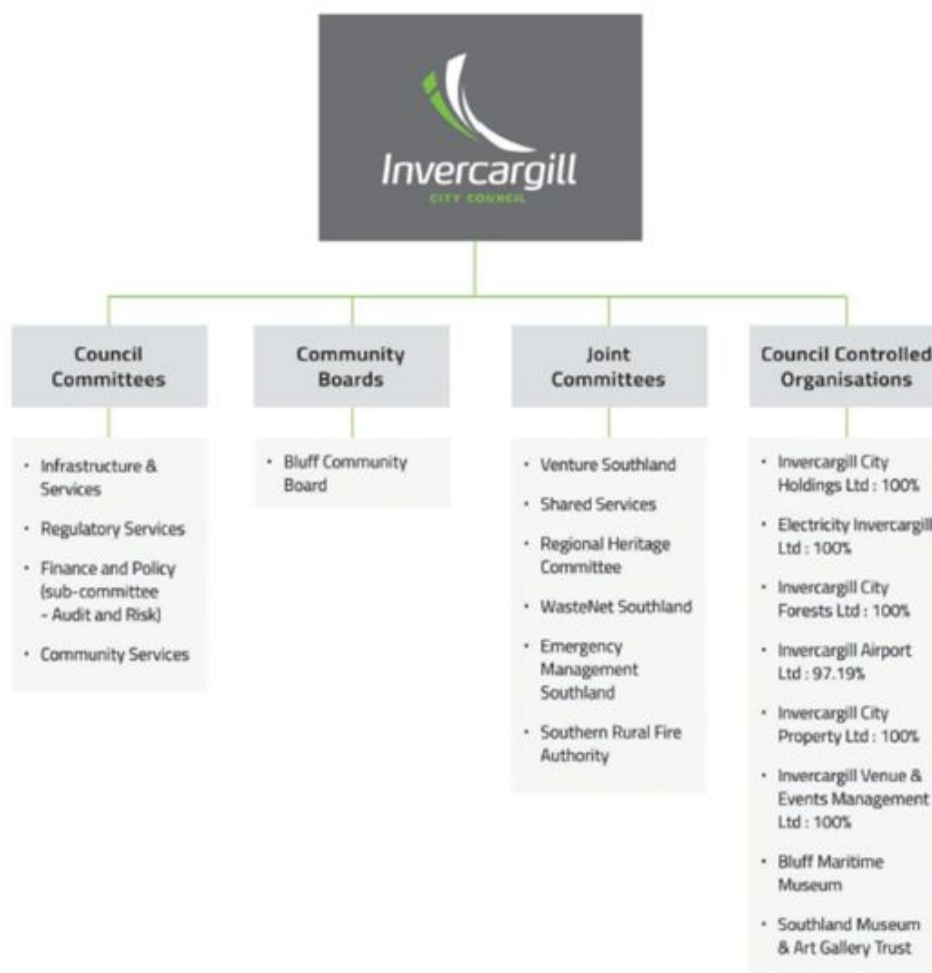 Invercargill
CITY COUNCIL
Council
Committees
• Infrastructure &
Services
• Regulatory Services
• Finance and Policy
(sub-committee
- Audit and Risk)
• Community Services
Community
Boards
• Bluff Community
Board
Joint
Committees
• Venture Southland
• Shared Services
• Regional Heritage
Committee
• WasteNet Southland
• Emergency
Management
Southland
• Southern Rural Fire
Authority
Council Controlled
Organisations
• Invercargill City
Holdings Ltd : 100%
• Electricity Invercargill
Ltd : 100%
• Invercargill City
Forests Ltd : 100%
• Invercargill Airport
Ltd : 97.19%
• Invercargill City
Property Ltd : 100%
• Invercargill Venue &
Events Management
Ltd : 100%
• Bluff Maritime
Museum
• Southland Museum
& Art Gallery Trust